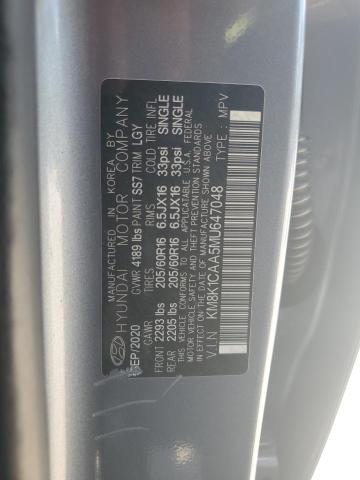 MANUFACTURED IN KOREA, BY
HYUNDAI MOTOR COMPANY
SEP/2020 GVWR 4189 lbs PAINT SS7 TRIM LGY
GAWR TIRES RIMS COLD TIRE INFL
FRONT 2293 lbs 205/60R16 6.5JX16 33psi SINGLE
REAR 2205 lbs 205/60R16 6.5JX16 33psi SINGLE
THIS VEHICLE CONFORMS TO ALL APPLICABLE U.S.A. FEDERAL
MOTOR VEHICLE SAFETY, BUMPER, AND THEFT PREVENTION STANDARDS
IN EFFECT ON THE DATE OF MANUFACTURE SHOWN ABOVE.
V.I.N KM8K1CAA5MU647048 TYPE: MPV